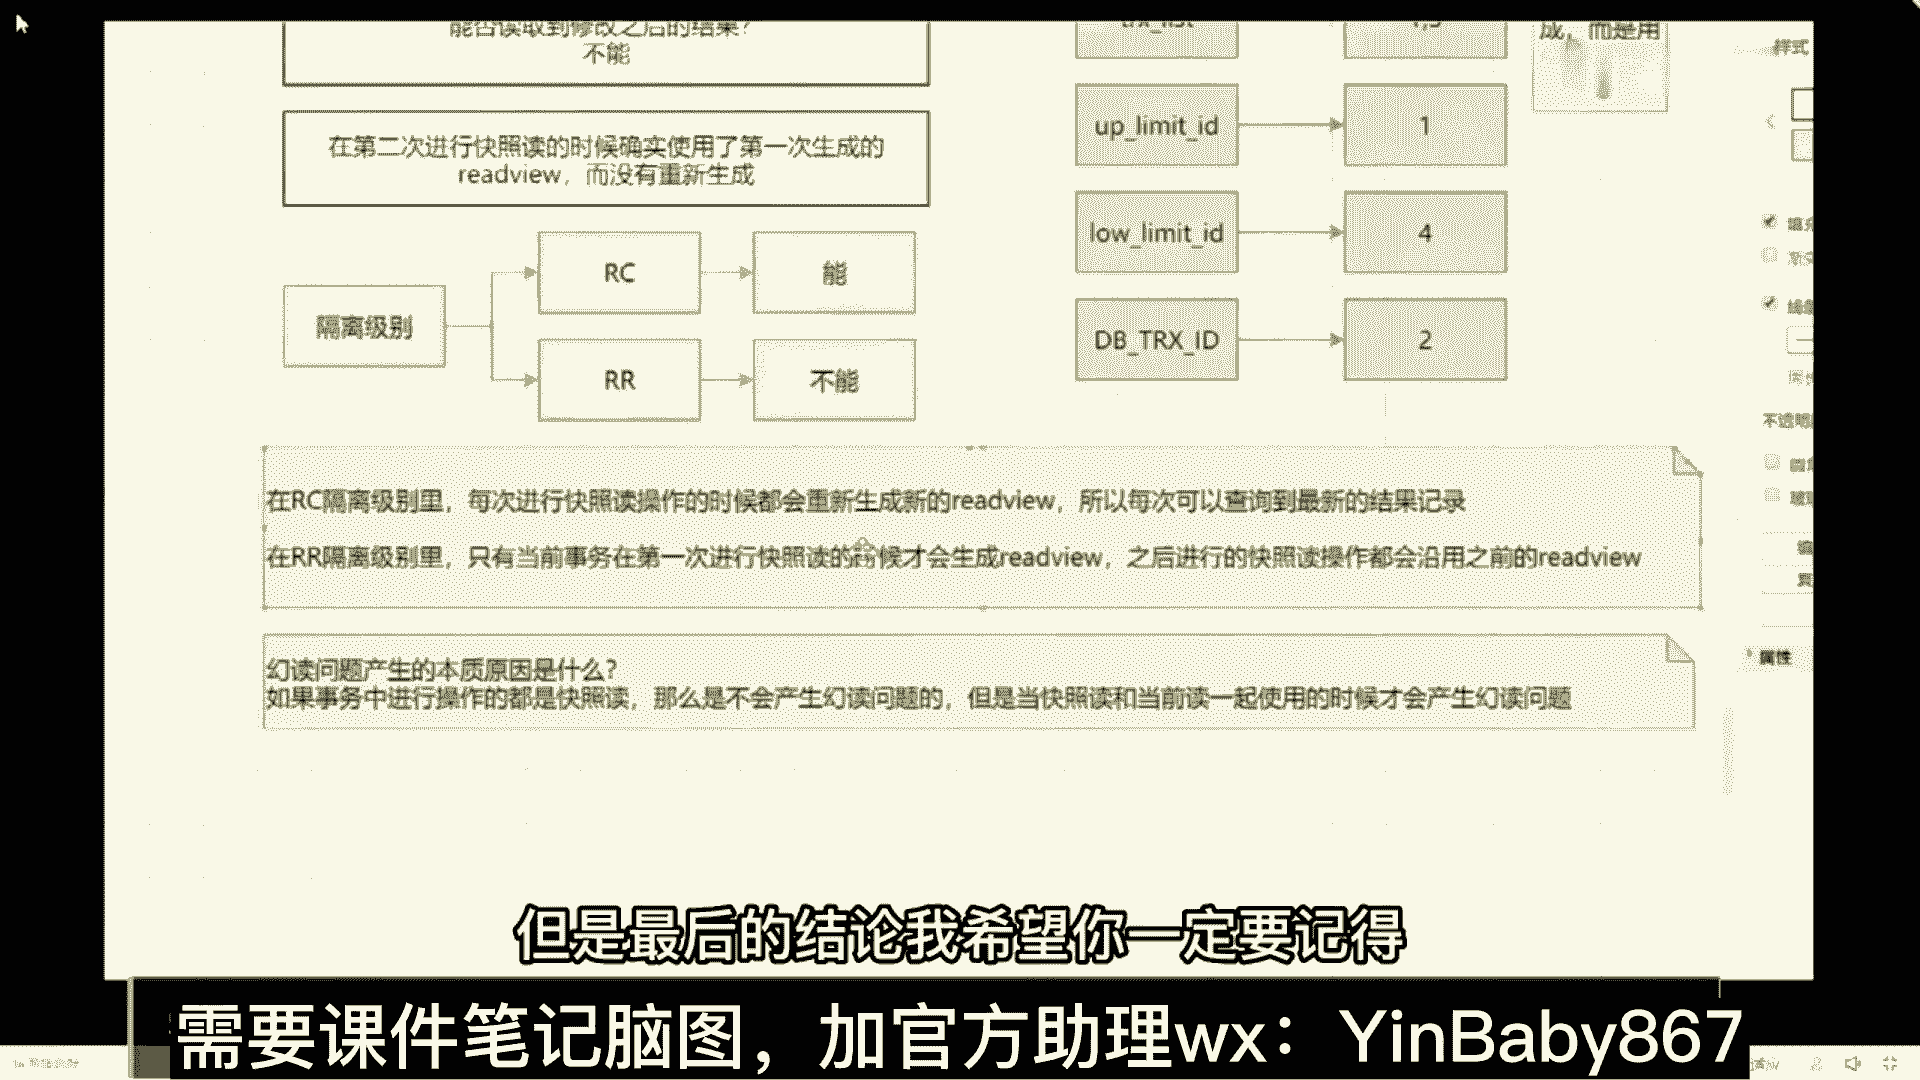 能否读取到修改之后的结果?
不能
在第二次进行快照读的时候确实使用了第一次生成的
readview，而没有重新生成
隔离级别
RC
能
RR
不能
trx_list
成，而是用
up_limit_id
1
low_limit_id
4
DB_TRX_ID
2
样式
不透明
属性
在RC隔离级别里，每次进行快照读操作的时候都会重新生成新的readview，所以每次可以查询到最新的结果记录
在RR隔离级别里，只有当前事务在第一次进行快照读的时候才会生成readview，之后进行的快照读操作都会沿用之前的readview
幻读问题产生的本质原因是什么？
如果事务中进行操作的都是快照读，那么是不会产生幻读问题的，但是当快照读和当前读一起使用的时候才会产生幻读问题
但是最后的结论我希望你一定要记得
需要课件笔记脑图，加官方助理wx：YinBaby867